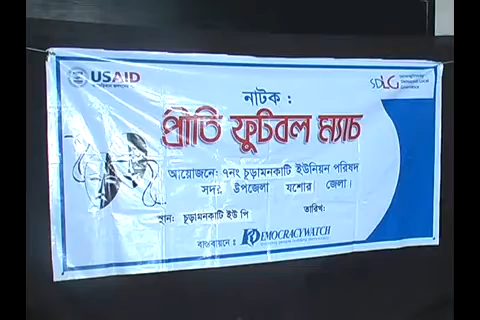 USAID
SDLG
নাটক :
প্রীতি ফুটবল ম্যাচ
আয়োজনে: ৭নং চূড়ামনকাটি ইউনিয়ন পরিষদ
সদর উপজেলা যশোর জেলা।
স্থান: চূড়ামনকাটি ইউ পি তারিখ:
বাস্তবায়নে : DEMOCRACYWATCH